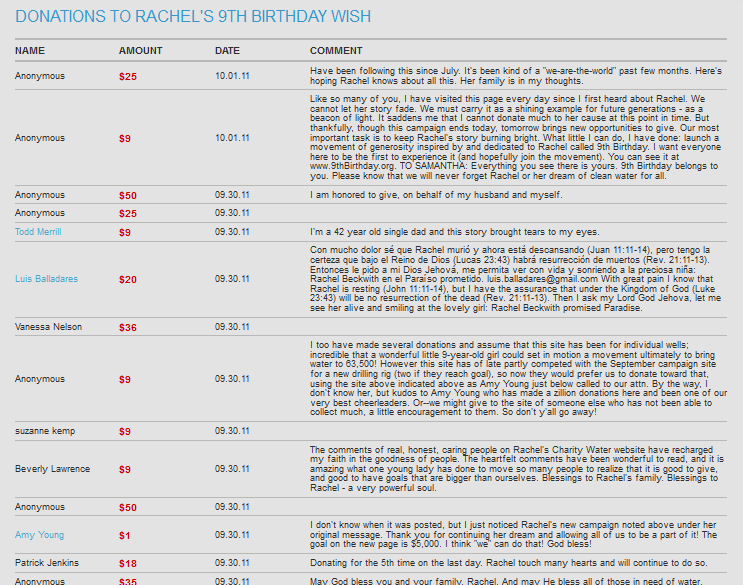 DONATIONS TO RACHEL'S 9TH BIRTHDAY WISH
NAME AMOUNT DATE COMMENT
Anonymous $25 10.01.11 Have been following this since July. It's been kind of a "we-are-the-world" past few months. Here's
hoping Rachel knows about all this. Her family is in my thoughts.
Like so many of you, I have visited this page every day since I first heard about Rachel. We
cannot let her story fade. We must carry it as a shining example for future generations - as a
beacon of light. It saddens me that I cannot donate much to her cause at this point in time. But
thankfully, though this campaign ends today, tomorrow brings new opportunities to give. Our most
important task is to keep Rachel's story burning bright. What little I can do, I have done: launch a
Anonymous $9 10.01.11 movement of generosity inspired by and dedicated to Rachel called 9th Birthday. I want everyone
here to be the first to experience it (and hopefully join the movement). You can see it at
www.9thBirthday.org. TO SAMANTHA: Everything you see there is yours. 9th Birthday belongs to
you. Please know that we will never forget Rachel or her dream of clean water for all.
Anonymous $50 09.30.11 I am honored to give, on behalf of my husband and myself.
Anonymous $25 09.30.11
Todd Merrill $9 09.30.11 I'm a 42 year old single dad and this story brought tears to my eyes.
Con mucho dolor sé que Rachel murió y ahora está descansando (Juan 11:11-14), pero tengo la
certeza que bajo el Reino de Dios (Lucas 23:43) habrá resurrección de muertos (Rev. 21:11-13).
Entonces le pido a mi Dios Jehová, me permita ver con vida y sonriendo a la preciosa niña:
Luis Balladares $20 09.30.11 Rachel Beckwith en el Paraíso prometido. luis.balladares@gmail.com With great pain I know that
Rachel is resting (John 11:11-14), but I have the assurance that under the Kingdom of God (Luke
23:43) will be no resurrection of the dead (Rev. 21:11-13). Then I ask my Lord God Jehova, let me
see her alive and smiling at the lovely girl: Rachel Beckwith promised Paradise.
Vanessa Nelson $36 09.30.11
I too have made several donations and assume that this site has been for individual wells;
incredible that a wonderful little 9-year-old girl could set in motion a movement ultimately to bring
water to 63,500! However this site has of late partly competed with the September campaign site
for a new drilling rig (two if they reach goal), so now they would prefer us to donate toward that,
Anonymous $9 09.30.11 using the site above indicated above as Amy Young just below called to our attn. By the way, I
don't know her, but kudos to Amy Young who has made a zillion donations here and been one of our
very best cheerleaders. Or--we might give to the site of someone else who has not been able to
collect much, a little encouragement to them. So don't y'all go away!
suzanne kemp $9 09.30.11
The comments of real, honest, caring people on Rachel's Charity Water website have recharged
my faith in the goodness of people. The heartfelt comments have been wonderful to read, and it is
Beverly Lawrence $9 09.30.11 amazing what one young lady has done to move so many people to realize that it is good to give,
and good to have goals that are bigger than ourselves. Blessings to Rachel's family. Blessings to
Rachel - a very powerful soul.
Anonymous $50 09.30.11
I don't know when it was posted, but I just noticed Rachel's new campaign noted above under her
Amy Young $1 09.30.11 original message. Thank you for continuing her dream and allowing all of us to be a part of it! The
goal on the new page is $5,000. I think "we" can do that! God bless!
Patrick Jenkins $18 09.30.11 Donating for the 5th time on the last day. Rachel touch many hearts and will continue to do so.
Anonymous $35 09.30.11 May God bless you and your family, Rachel. And may He bless all of those in need of water.